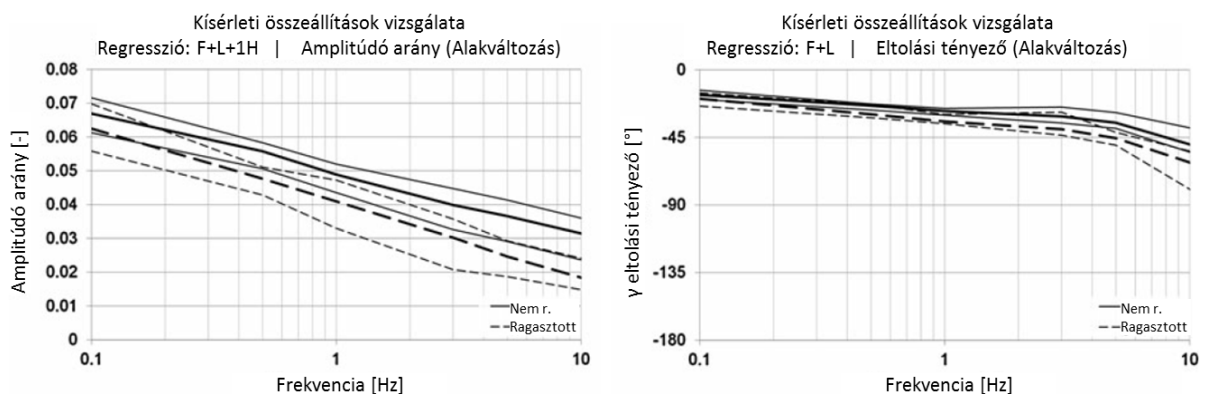 Kísérleti összeállítások vizsgálata
Regresszió: F+L+1H | Amplitúdó arány (Alakváltozás)
0.08
0.07
0.06
0.05
0.04
0.03
0.02
0.01
0
Amplitúdó arány [-]
Nem r.
Ragasztott
0.1
1
10
Frekvencia [Hz]
Kísérleti összeállítások vizsgálata
Regresszió: F+L | Eltolási tényező (Alakváltozás)
0
-45
-90
-135
-180
γ eltolási tényező [°]
Nem r.
Ragasztott
0.1
1
10
Frekvencia [Hz]